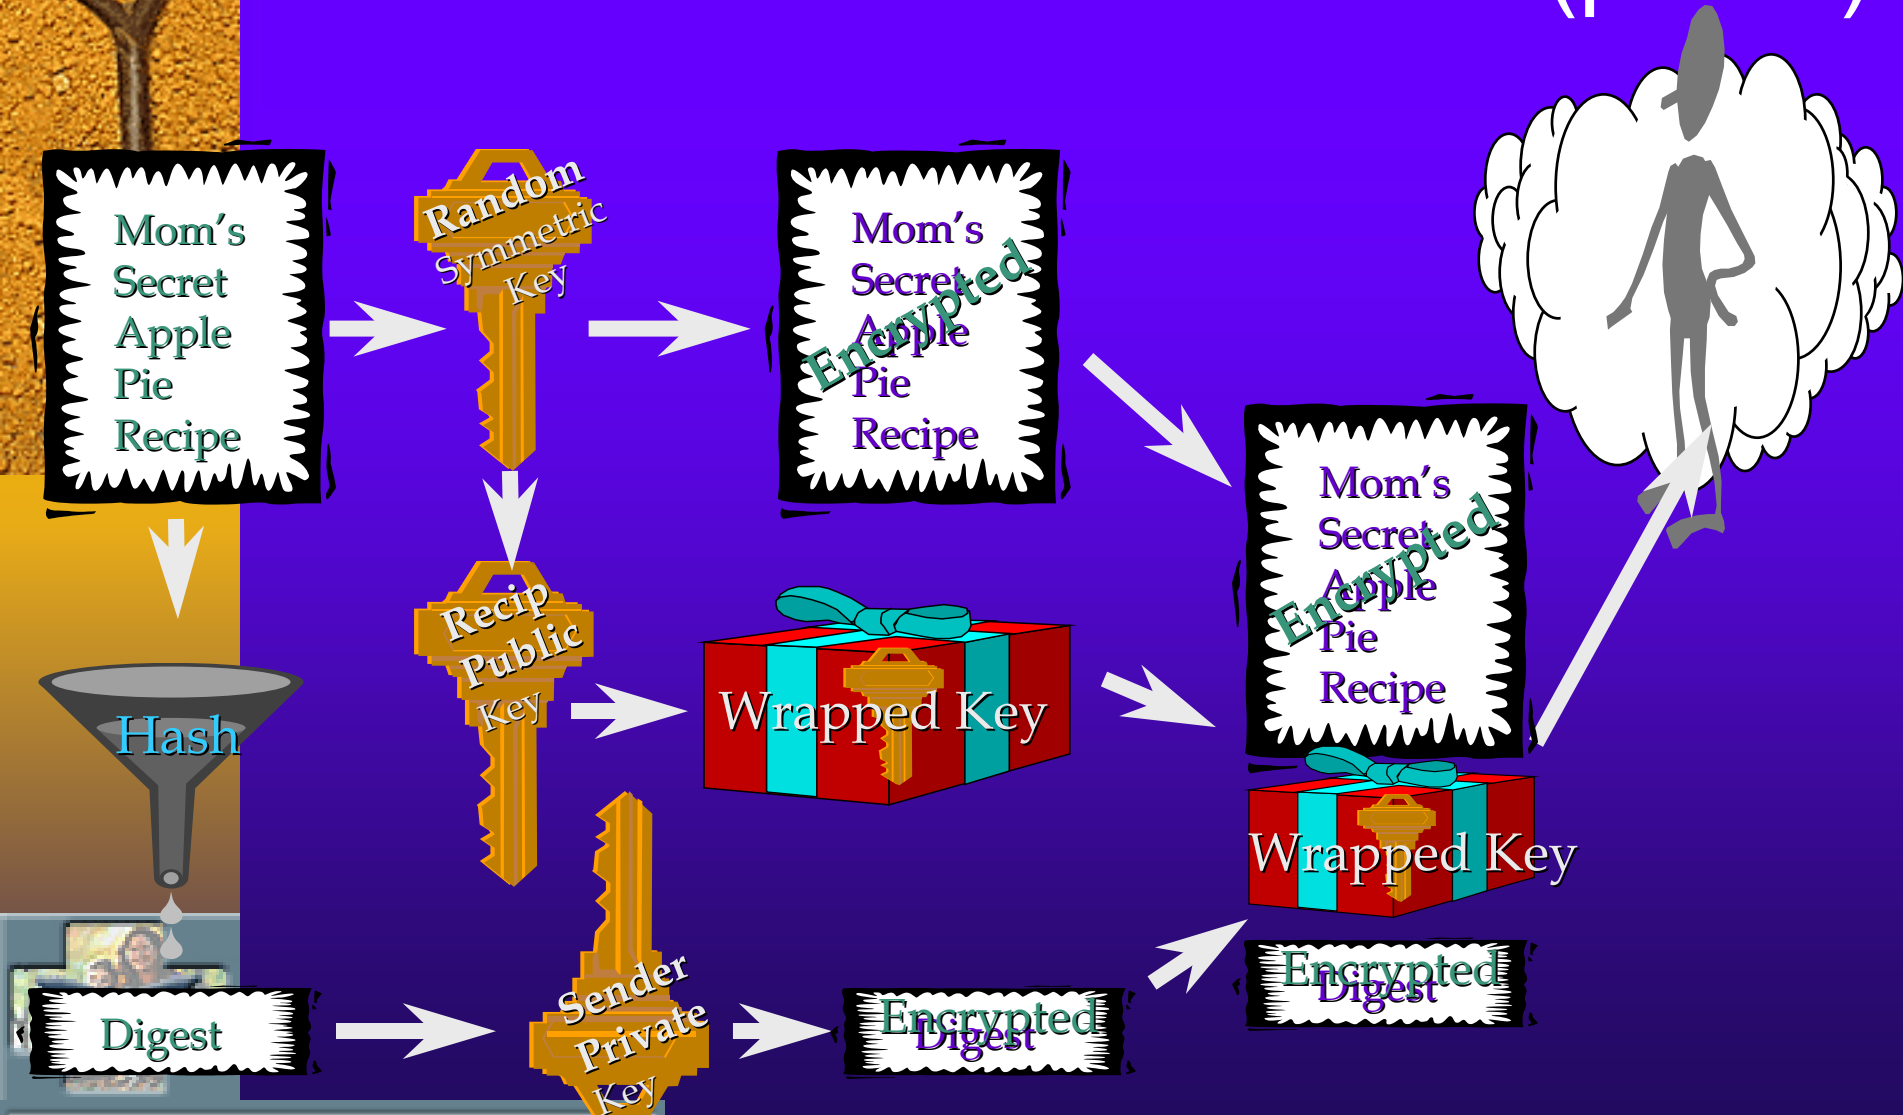 Mom's
Secret
Apple
Pie
Recipe
Random
Symmetric
Key
Mom's
Secret
Apple
Pie
Recipe
Encrypted
Mom's
Secret
Apple
Pie
Recipe
Encrypted
Hash
Recip
Public
Key
Wrapped Key
Wrapped Key
Digest
Sender
Private
Key
Encrypted
Digest
Encrypted
Digest